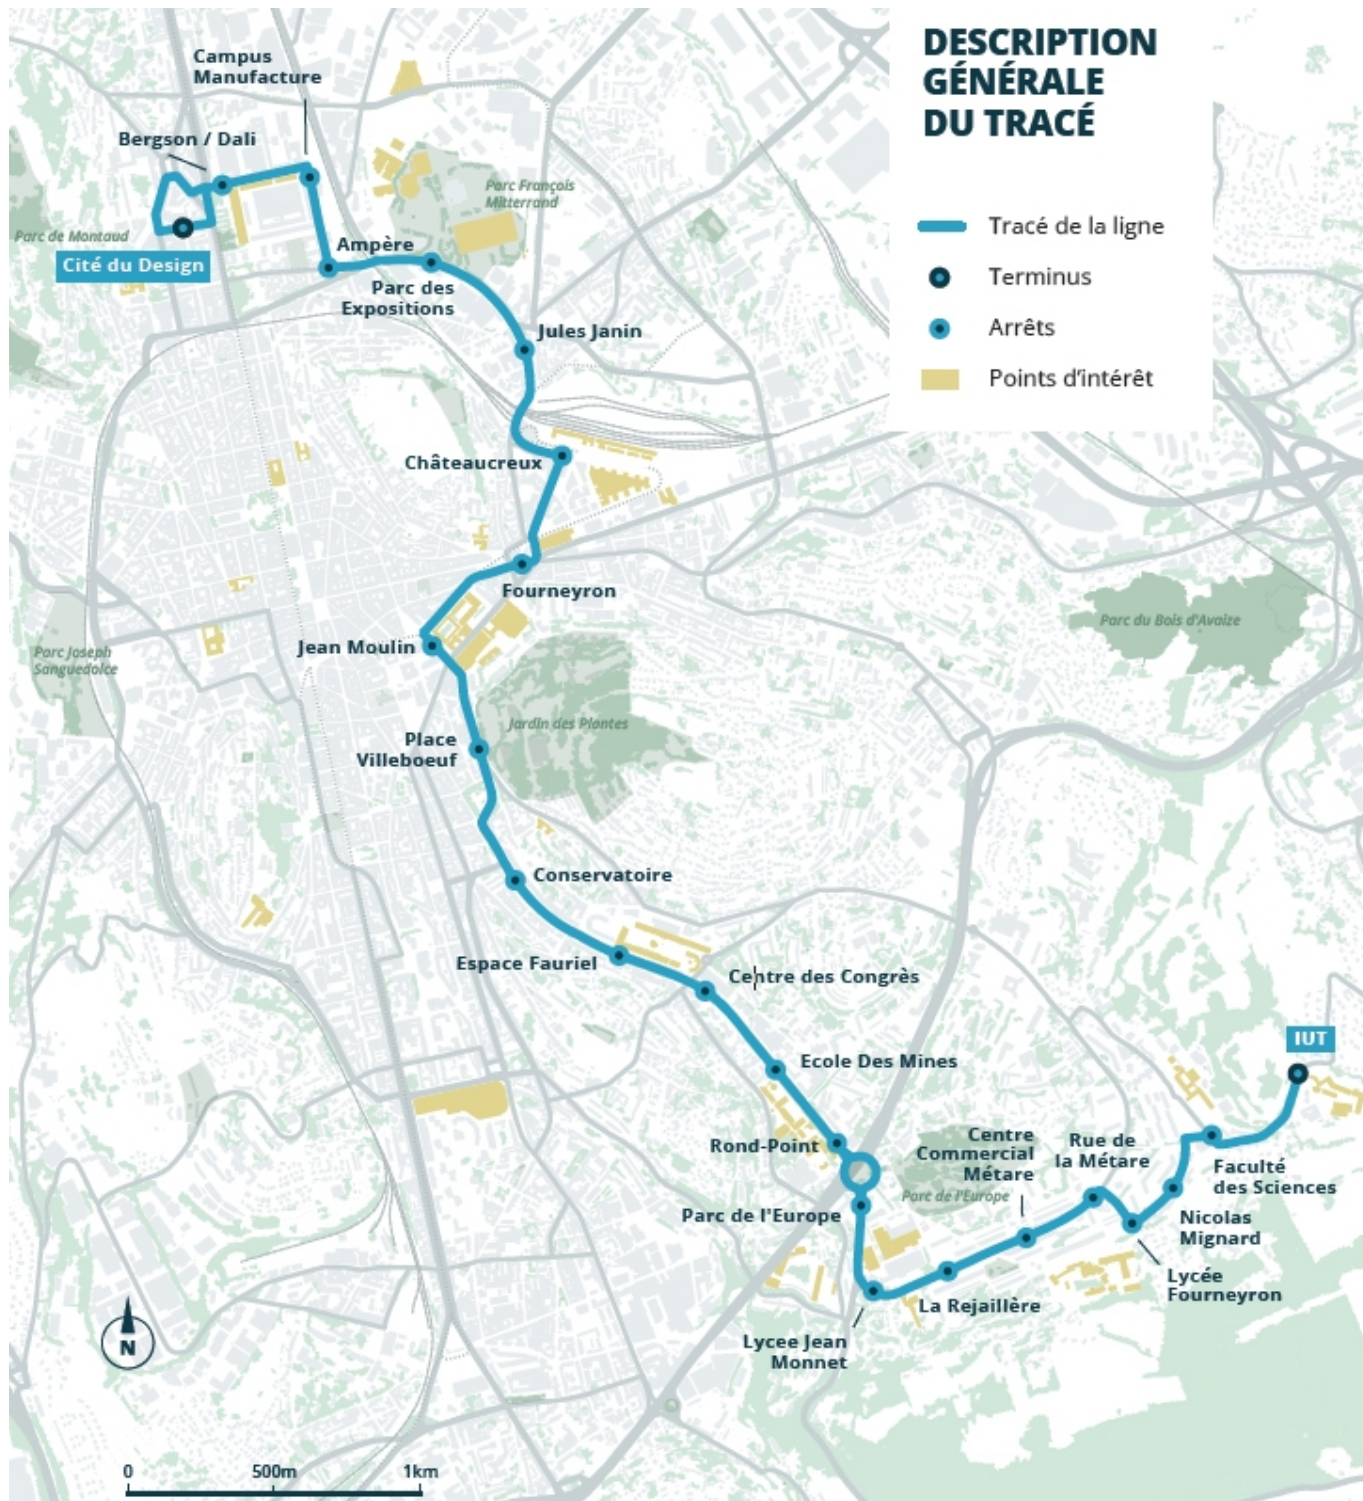 DESCRIPTION
GÉNÉRALE
DU TRACÉ
Tracé de la ligne
Terminus
Arrêts
Points d'intérêt
Campus
Manufacture
Bergson / Dali
Parc de Montaud
Cité du Design
Parc François
Mitterrand
Ampère
Parc des
Expositions
Jules Janin
Châteaucreux
Fourneyron
Jean Moulin
Parc Joseph
Sanguedolce
Parc du Bois d'Avaize
Jardin des Plantes
Place
Villeboeuf
Conservatoire
Espace Fauriel
Centre des Congrès
Ecole Des Mines
IUT
Rond-Point
Centre
Commercial
Métare
Rue de
la Métare
Parc de l'Europe
Parc de l'Europe
Faculté
des Sciences
Nicolas
Mignard
Lycée
Fourneyron
La Rejaillère
Lycee Jean
Monnet
N
0 500m 1km